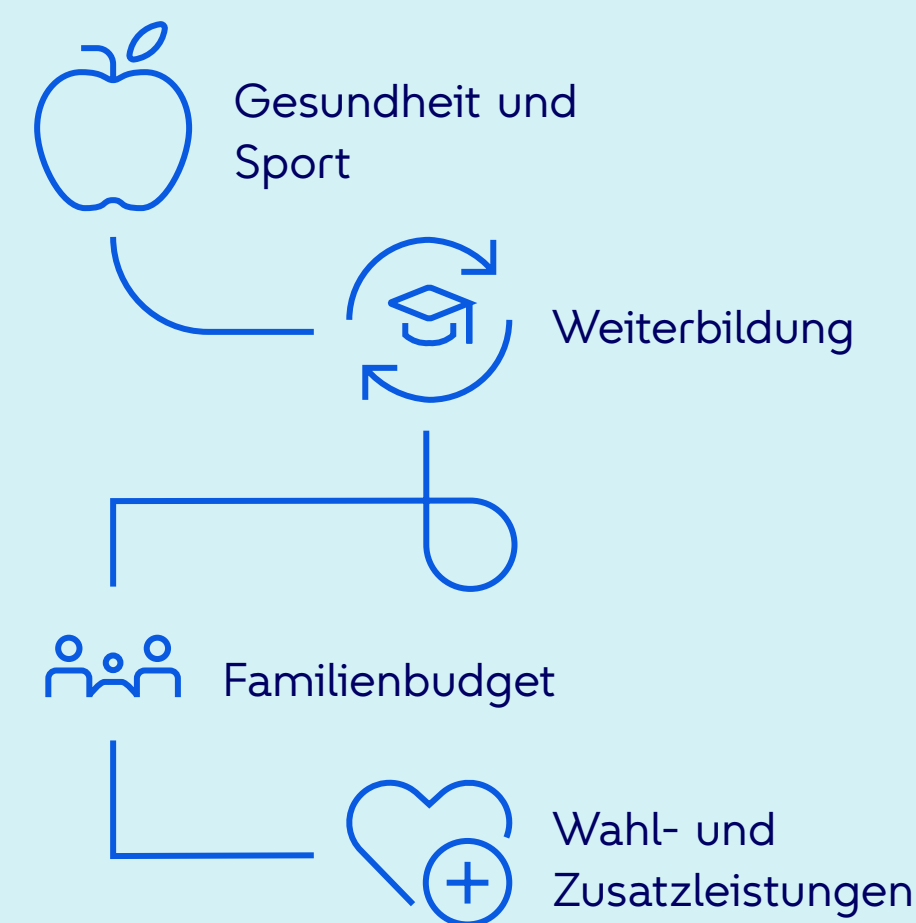 Gesundheit und
Sport
Weiterbildung
Familienbudget
Wahl- und
Zusatzleistungen